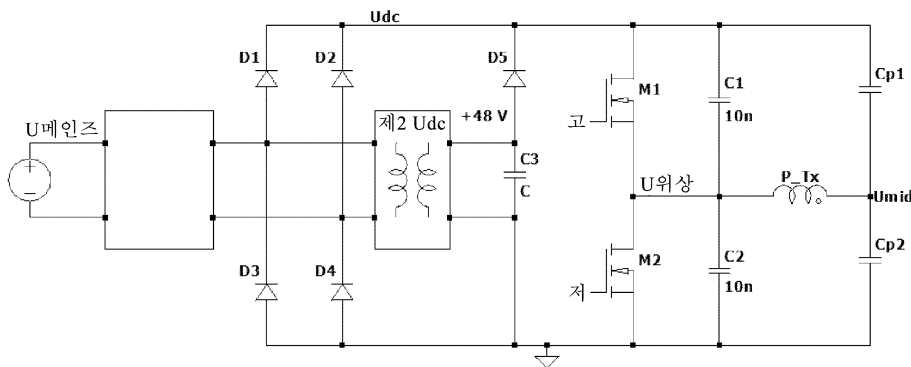 Udc
D1
D2
D5
Cp1
M1
C1
10n
U메인즈
제2 Udc
+48 V
고
C3
C
P_Tx
U위상
Umid
D3
D4
M2
C2
10n
Cp2
저